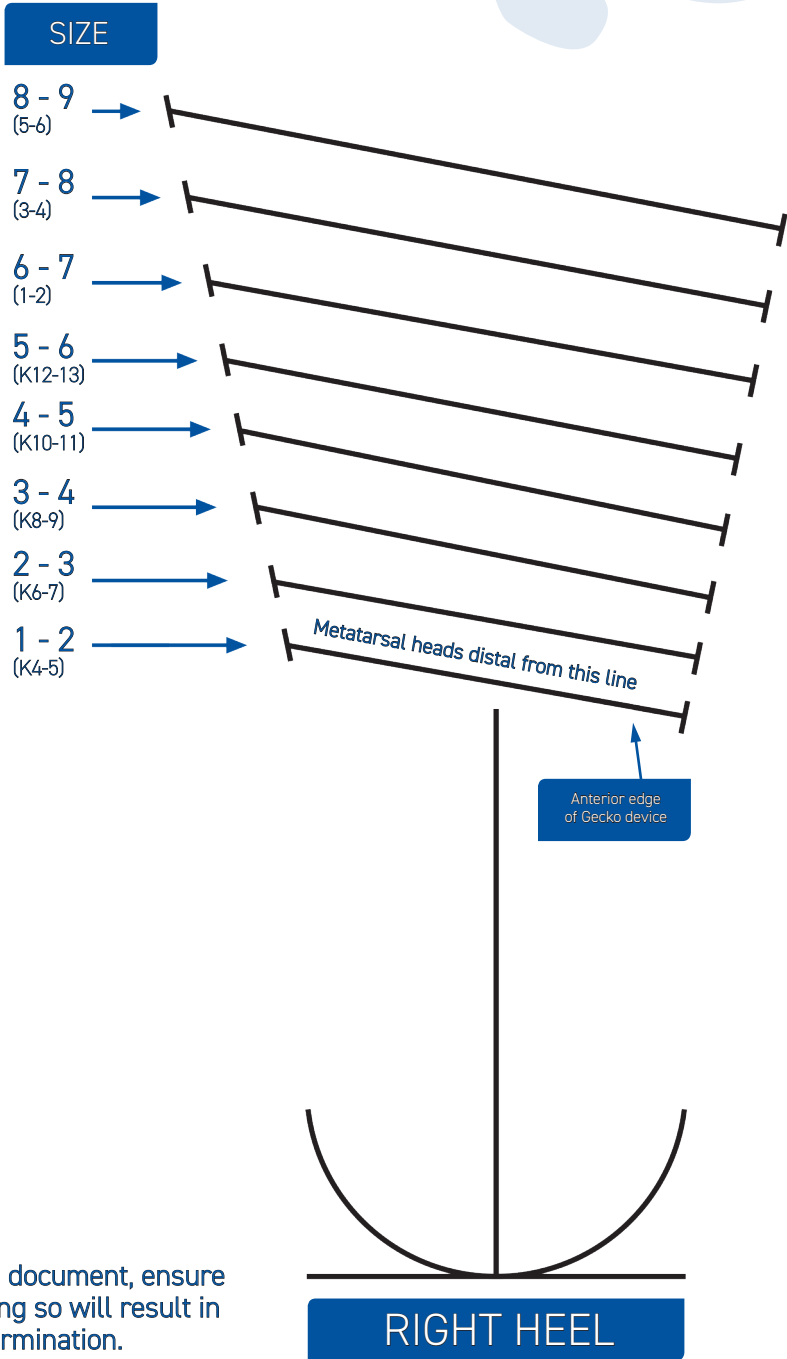 SIZE
8 - 9
(5-6)
7 - 8
(3-4)
6 - 7
(1-2)
5 - 6
(K12-13)
4 - 5
(K10-11)
3 - 4
(K8-9)
2 - 3
(K6-7)
1 - 2
(K4-5)
Metatarsal heads distal from this line
Anterior edge
of Gecko device
document, ensure
ng so will result in
rmination.
RIGHT HEEL